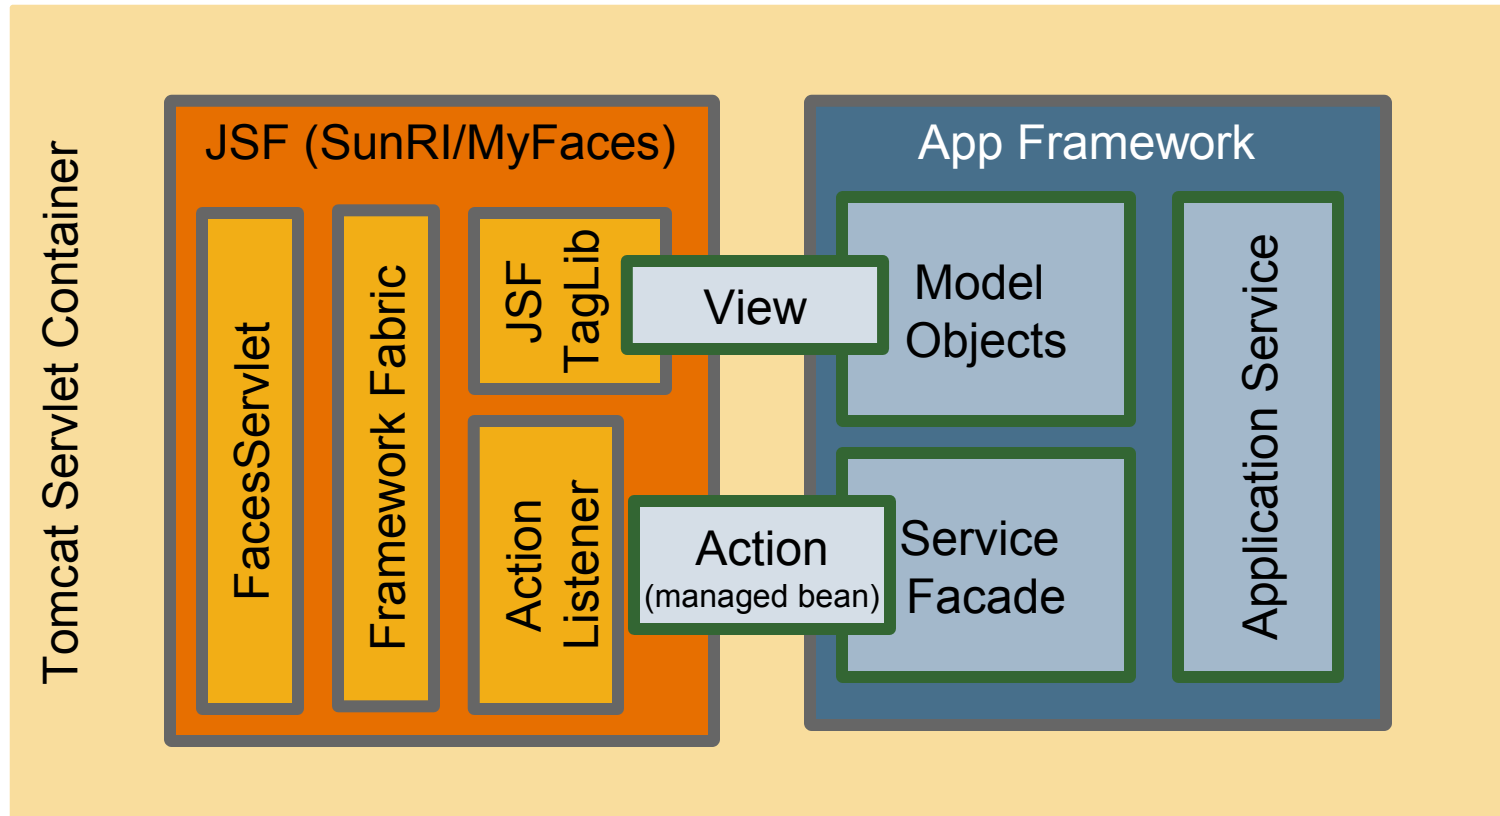 Tomcat Servlet Container
JSF (SunRI/MyFaces)
FacesServlet
Framework Fabric
JSF
TagLib
Action
Listener
View
Action
(managed bean)
App Framework
Model
Objects
Service
Facade
Application Service